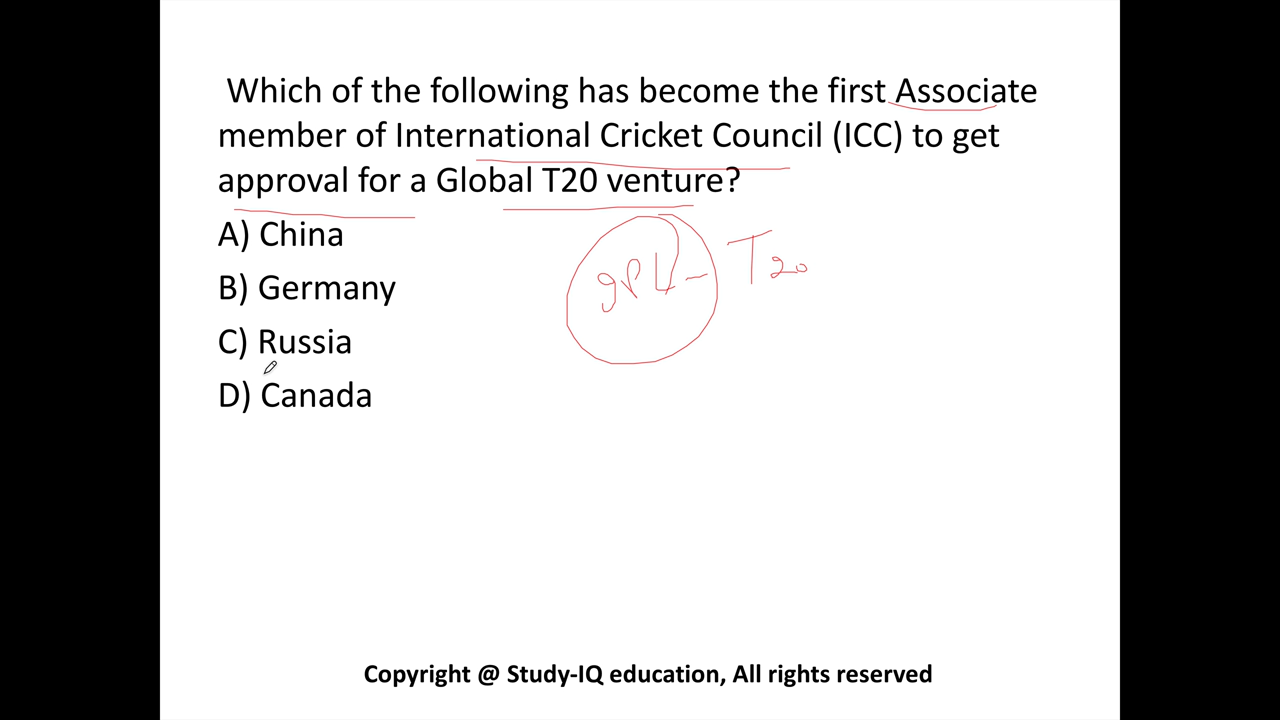 Which of the following has become the first Associate
member of International Cricket Council (ICC) to get
approval for a Global T20 venture?
A) China
B) Germany
C) Russia
D) Canada
IPL - T20
Copyright @ Study-IQ education, All rights reserved